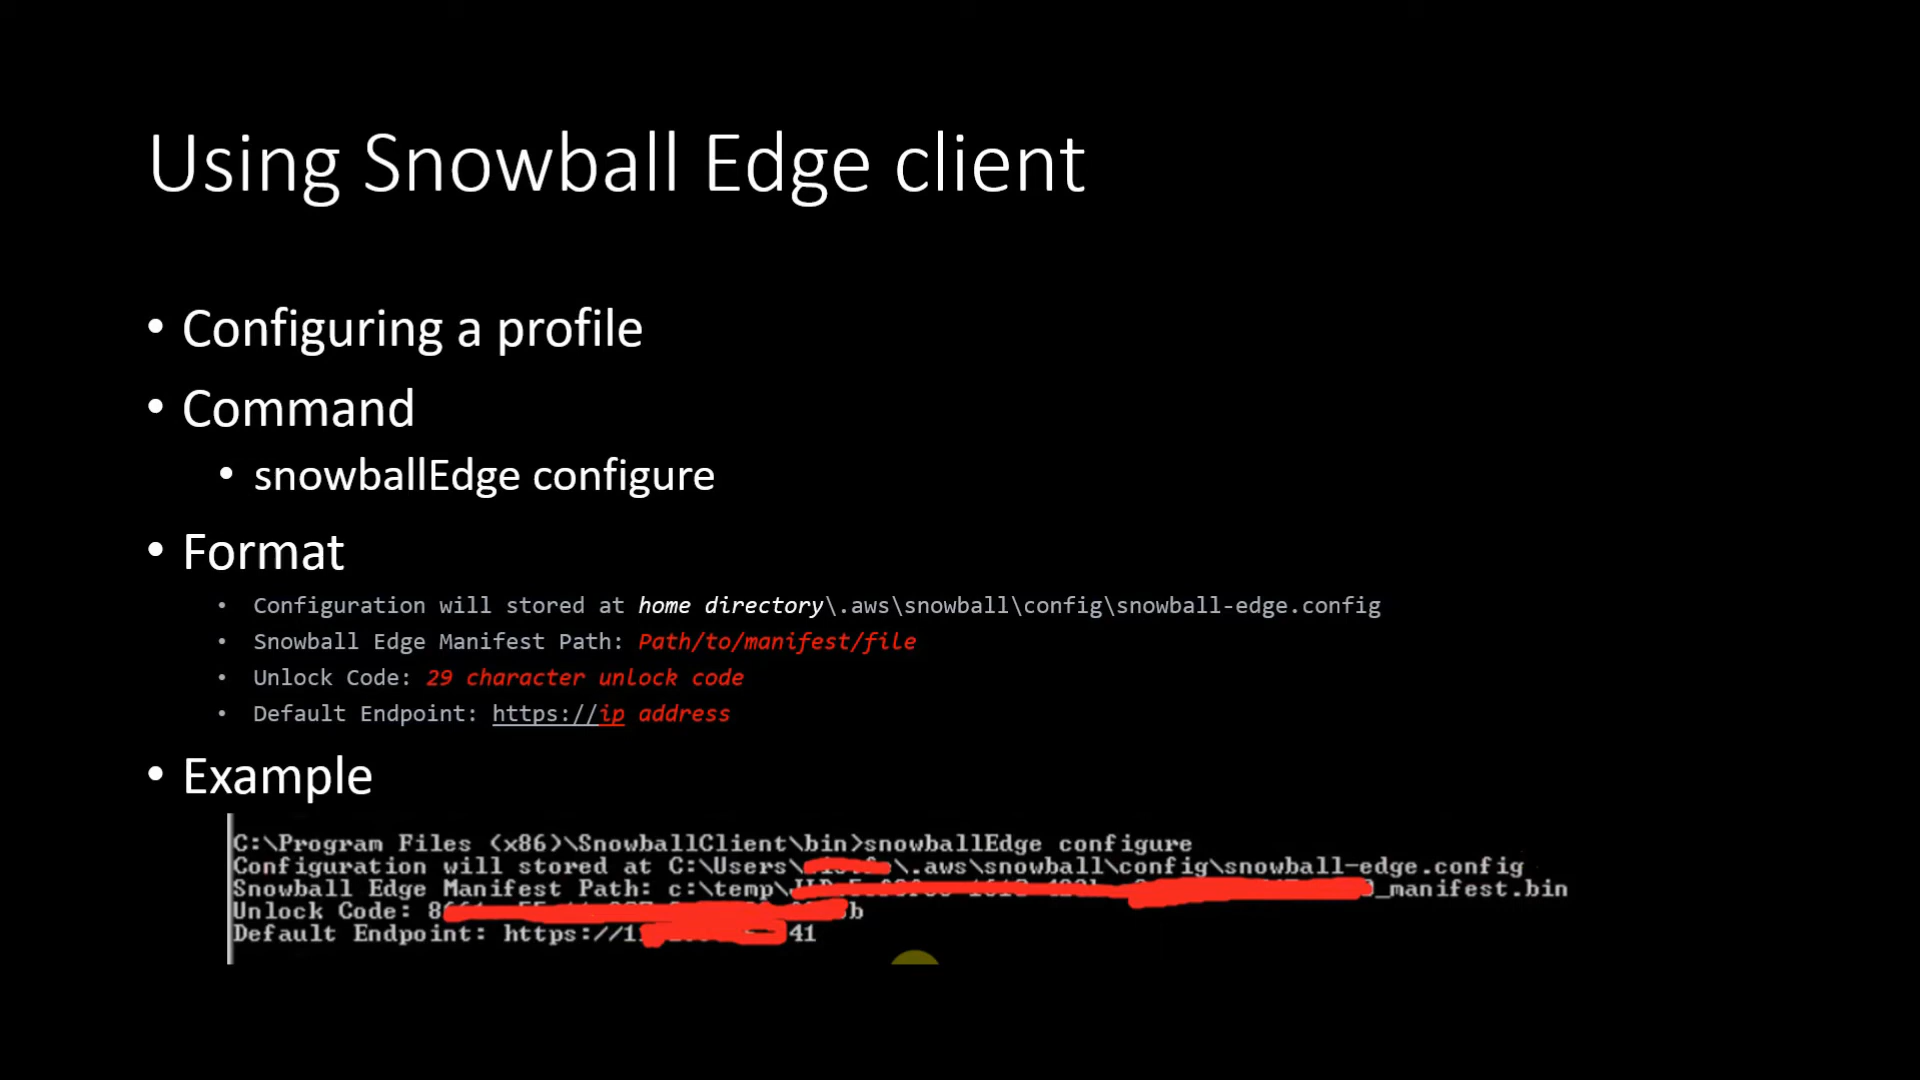 Using Snowball Edge client
• Configuring a profile
• Command
• snowballEdge configure
• Format
• Configuration will stored at home directory\.aws\snowball\config\snowball-edge.config
• Snowball Edge Manifest Path: Path/to/manifest/file
• Unlock Code: 29 character unlock code
• Default Endpoint: https://ip address
• Example
C:\Program Files (x86)\SnowballClient\bin>snowballEdge configure
Configuration will stored at C:\Users\ \.aws\snowball\config\snowball-edge.config
Snowball Edge Manifest Path: c:\temp\ _manifest.bin
Unlock Code: 8 b
Default Endpoint: https://1 41